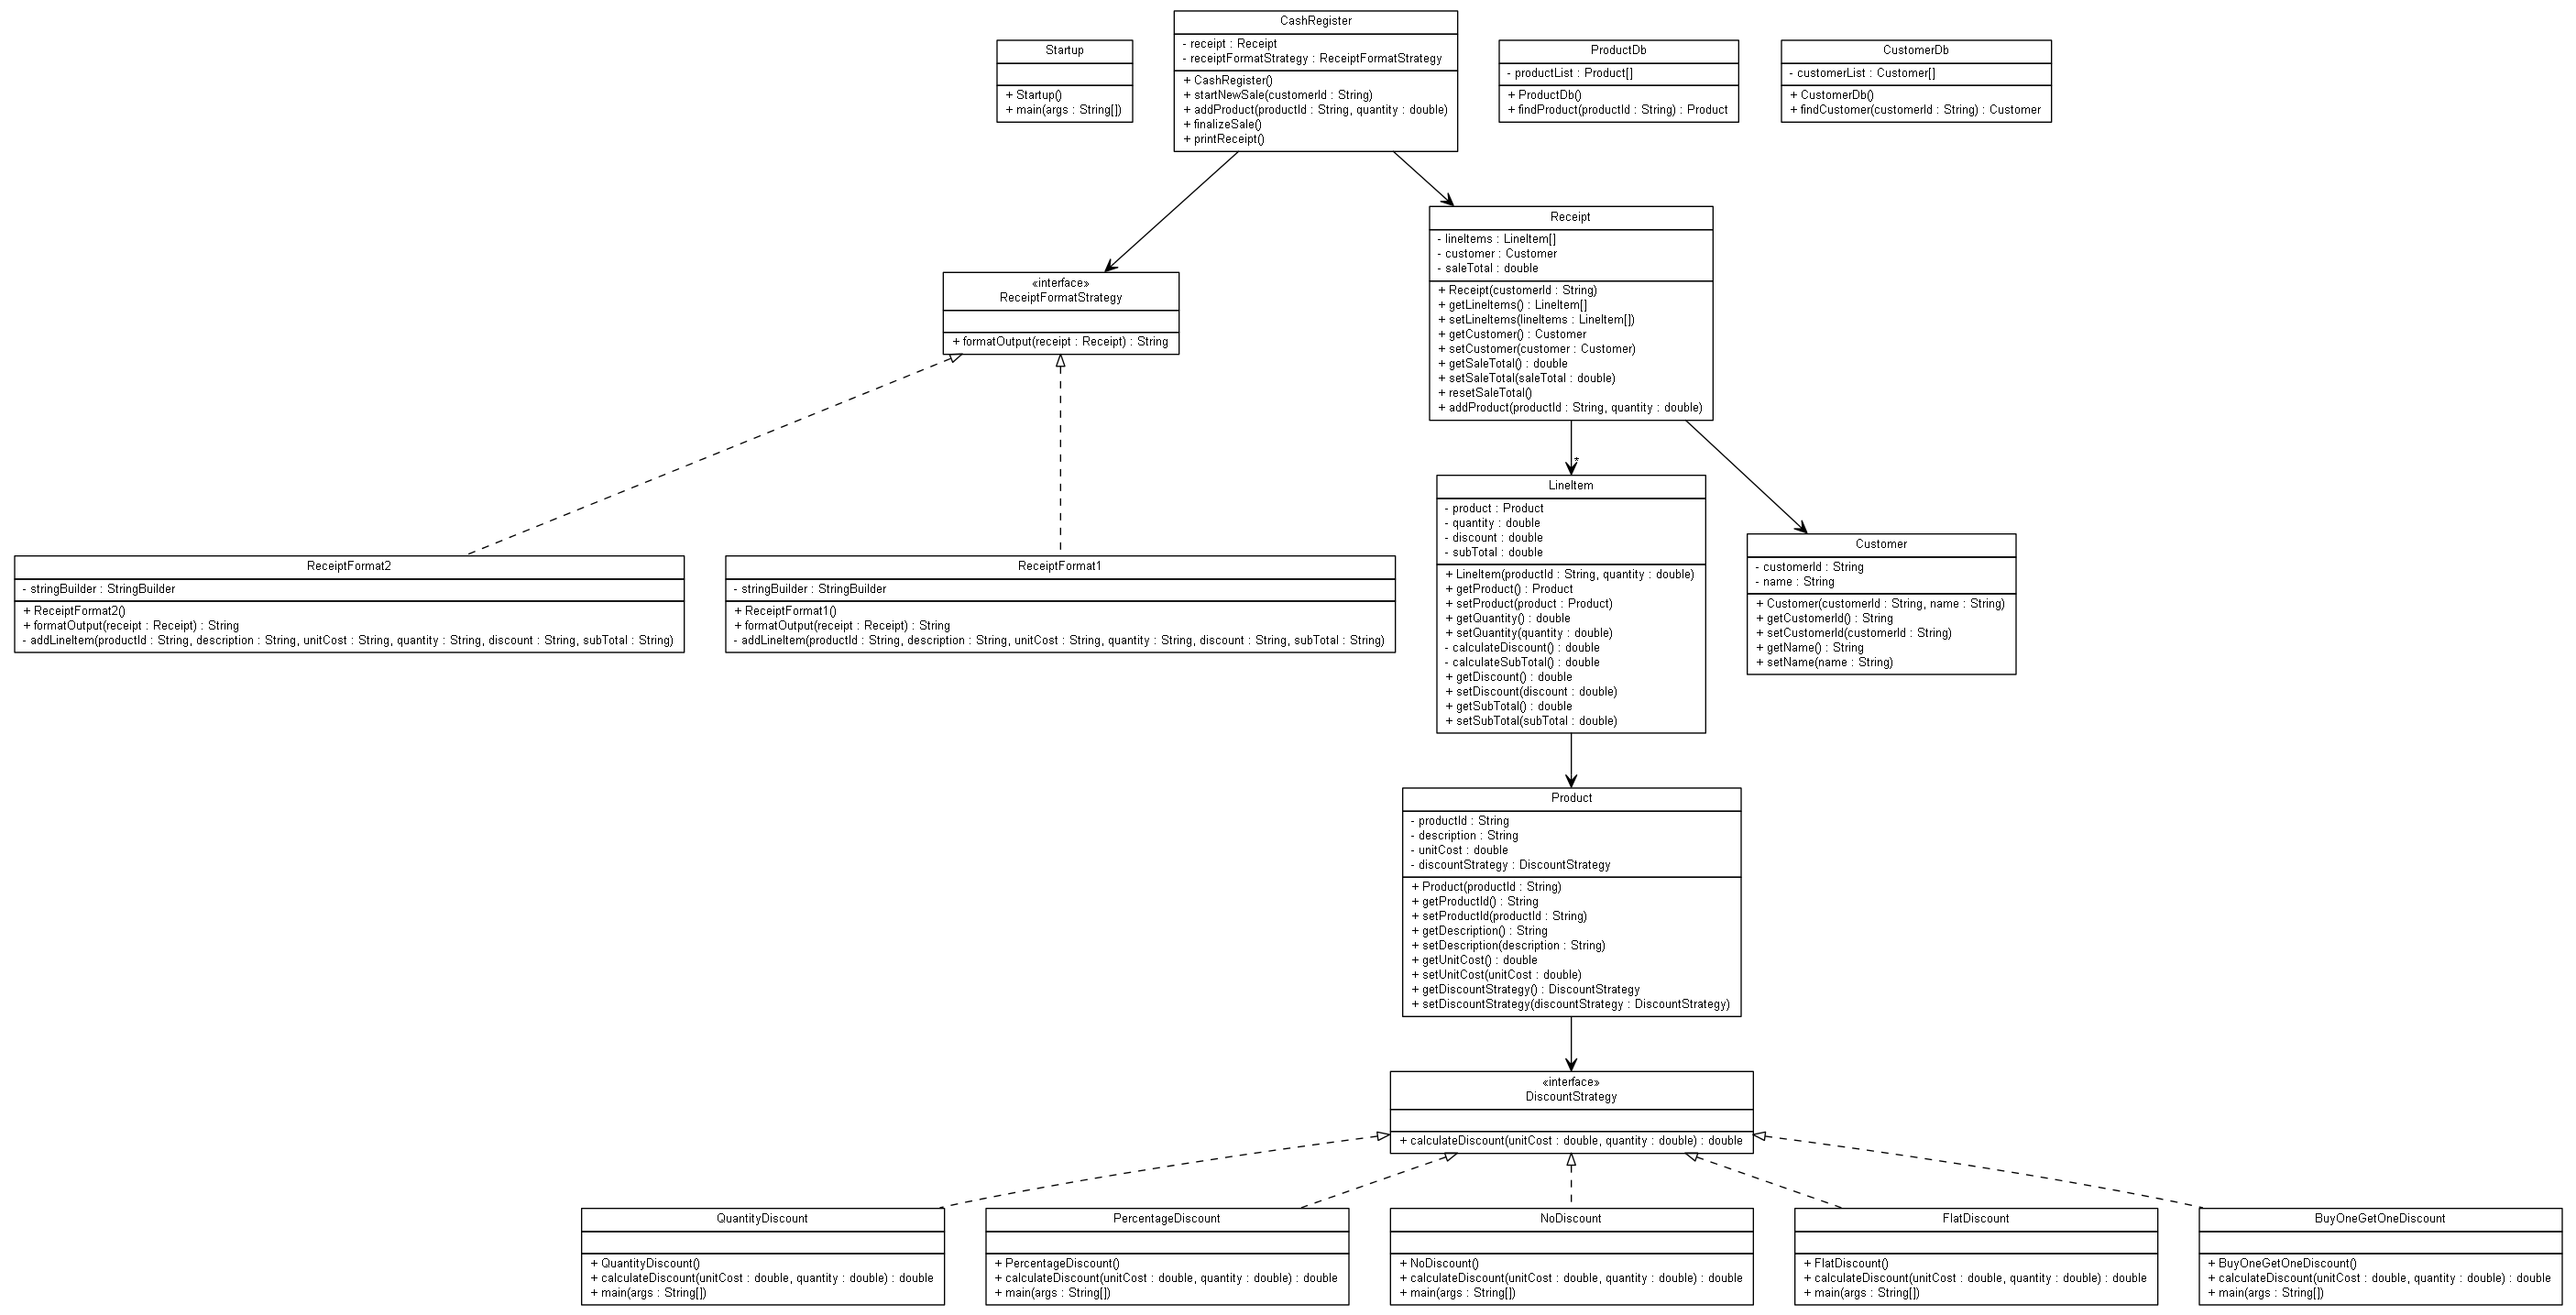 Startup
+ Startup()
+ main(args : String[])
CashRegister
- receipt : Receipt
- receiptFormatStrategy : ReceiptFormatStrategy
+ CashRegister()
+ startNewSale(customerId : String)
+ addProduct(productId : String, quantity : double)
+ finalizeSale()
+ printReceipt()
ProductDb
- productList : Product[]
+ ProductDb()
+ findProduct(productId : String) : Product
CustomerDb
- customerList : Customer[]
+ CustomerDb()
+ findCustomer(customerId : String) : Customer
«interface»
ReceiptFormatStrategy
+ formatOutput(receipt : Receipt) : String
Receipt
- lineItems : LineItem[]
- customer : Customer
- saleTotal : double
+ Receipt(customerId : String)
+ getLineItems() : LineItem[]
+ setLineItems(lineItems : LineItem[])
+ getCustomer() : Customer
+ setCustomer(customer : Customer)
+ getSaleTotal() : double
+ setSaleTotal(saleTotal : double)
+ resetSaleTotal()
+ addProduct(productId : String, quantity : double)
*
ReceiptFormat2
- stringBuilder : StringBuilder
+ ReceiptFormat2()
+ formatOutput(receipt : Receipt) : String
- addLineItem(productId : String, description : String, unitCost : String, quantity : String, discount : String, subTotal : String)
ReceiptFormat1
- stringBuilder : StringBuilder
+ ReceiptFormat1()
+ formatOutput(receipt : Receipt) : String
- addLineItem(productId : String, description : String, unitCost : String, quantity : String, discount : String, subTotal : String)
LineItem
- product : Product
- quantity : double
- discount : double
- subTotal : double
+ LineItem(productId : String, quantity : double)
+ getProduct() : Product
+ setProduct(product : Product)
+ getQuantity() : double
+ setQuantity(quantity : double)
- calculateDiscount() : double
- calculateSubTotal() : double
+ getDiscount() : double
+ setDiscount(discount : double)
+ getSubTotal() : double
+ setSubTotal(subTotal : double)
Customer
- customerId : String
- name : String
+ Customer(customerId : String, name : String)
+ getCustomerId() : String
+ setCustomerId(customerId : String)
+ getName() : String
+ setName(name : String)
Product
- productId : String
- description : String
- unitCost : double
- discountStrategy : DiscountStrategy
+ Product(productId : String)
+ getProductId() : String
+ setProductId(productId : String)
+ getDescription() : String
+ setDescription(description : String)
+ getUnitCost() : double
+ setUnitCost(unitCost : double)
+ getDiscountStrategy() : DiscountStrategy
+ setDiscountStrategy(discountStrategy : DiscountStrategy)
«interface»
DiscountStrategy
+ calculateDiscount(unitCost : double, quantity : double) : double
QuantityDiscount
+ QuantityDiscount()
+ calculateDiscount(unitCost : double, quantity : double) : double
+ main(args : String[])
PercentageDiscount
+ PercentageDiscount()
+ calculateDiscount(unitCost : double, quantity : double) : double
+ main(args : String[])
NoDiscount
+ NoDiscount()
+ calculateDiscount(unitCost : double, quantity : double) : double
+ main(args : String[])
FlatDiscount
+ FlatDiscount()
+ calculateDiscount(unitCost : double, quantity : double) : double
+ main(args : String[])
BuyOneGetOneDiscount
+ BuyOneGetOneDiscount()
+ calculateDiscount(unitCost : double, quantity : double) : double
+ main(args : String[])